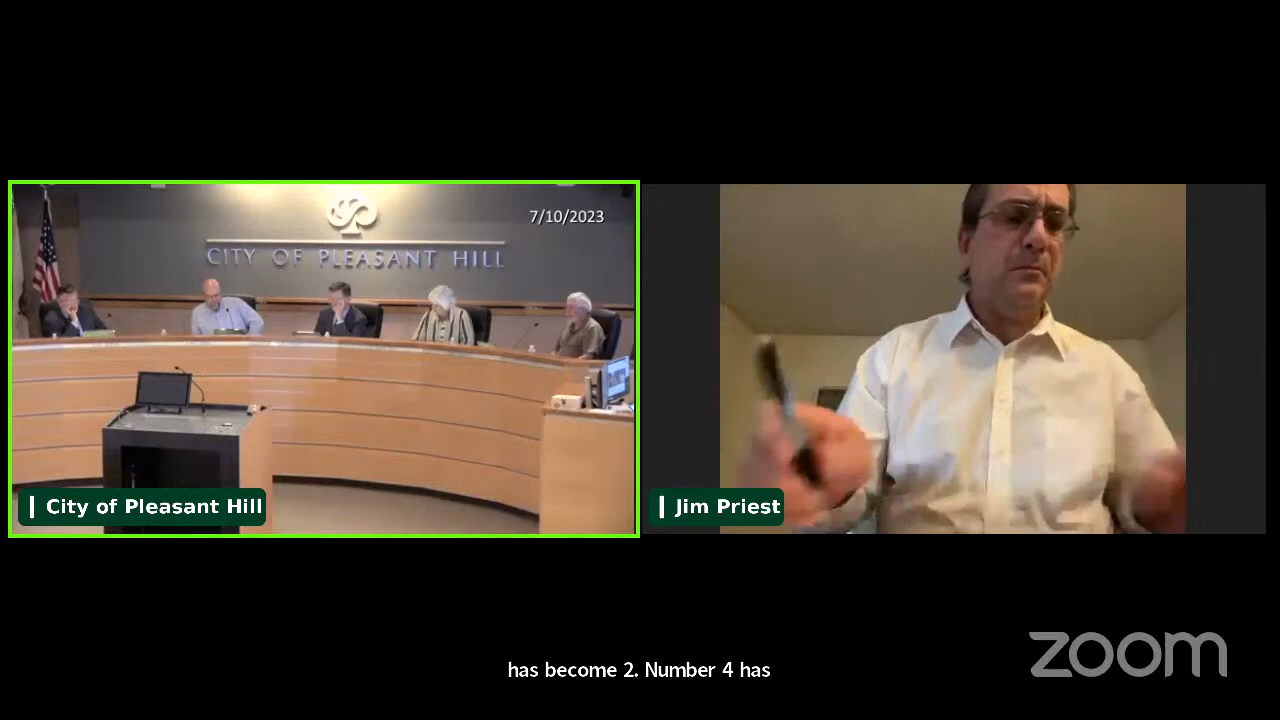 7/10/2023
CITY OF PLEASANT HILL
City of Pleasant Hill
Jim Priest
has become 2. Number 4 has
zoom